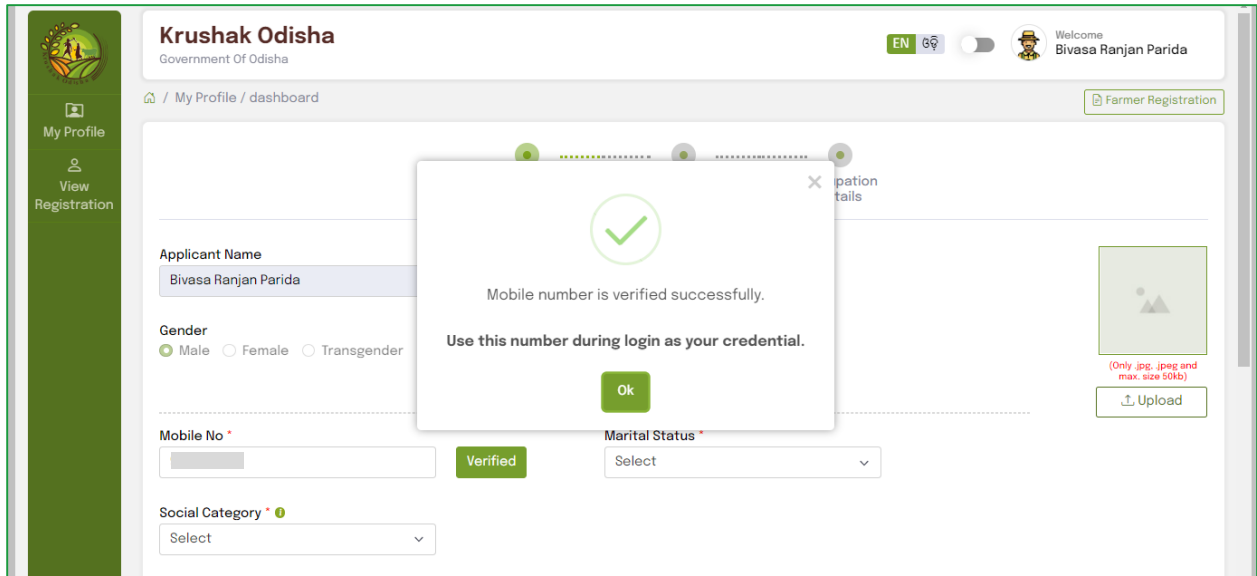 Krushak Odisha
Government Of Odisha
EN ଓଡ଼ି
Welcome
Bivasa Ranjan Parida
My Profile
View
Registration
/ My Profile / dashboard
Farmer Registration
pation
tails
Applicant Name
Bivasa Ranjan Parida
Gender
Male Female Transgender
Mobile number is verified successfully.
Use this number during login as your credential.
Ok
(Only .jpg, .jpeg and
max. size 50kb)
Upload
Mobile No *
Verified
Marital Status *
Select
Social Category *
Select